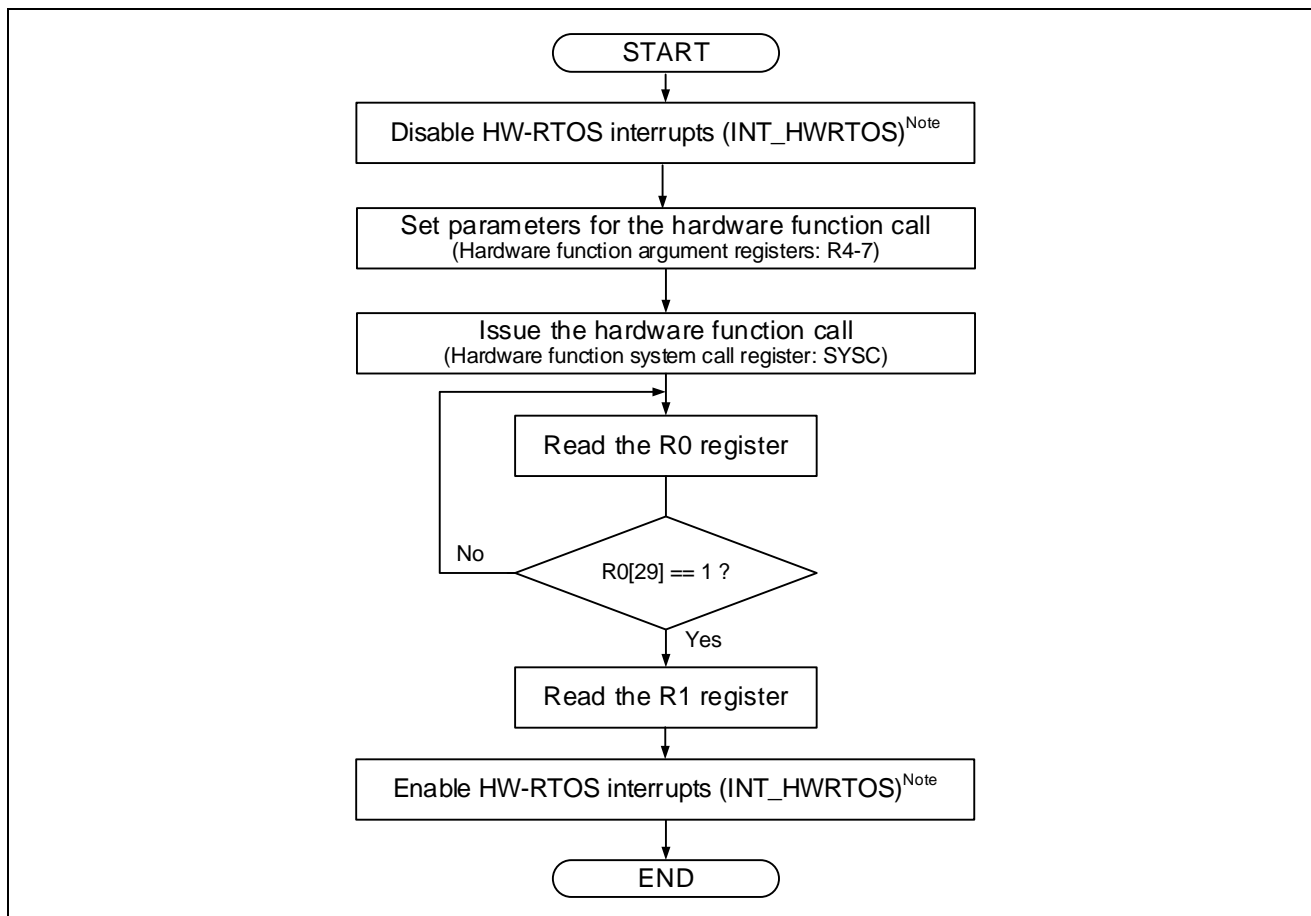 START
Disable HW-RTOS interrupts (INT_HWRTOS)Note
Set parameters for the hardware function call
(Hardware function argument registers: R4-7)
Issue the hardware function call
(Hardware function system call register: SYSC)
Read the R0 register
No
R0[29] == 1 ?
Yes
Read the R1 register
Enable HW-RTOS interrupts (INT_HWRTOS)Note
END